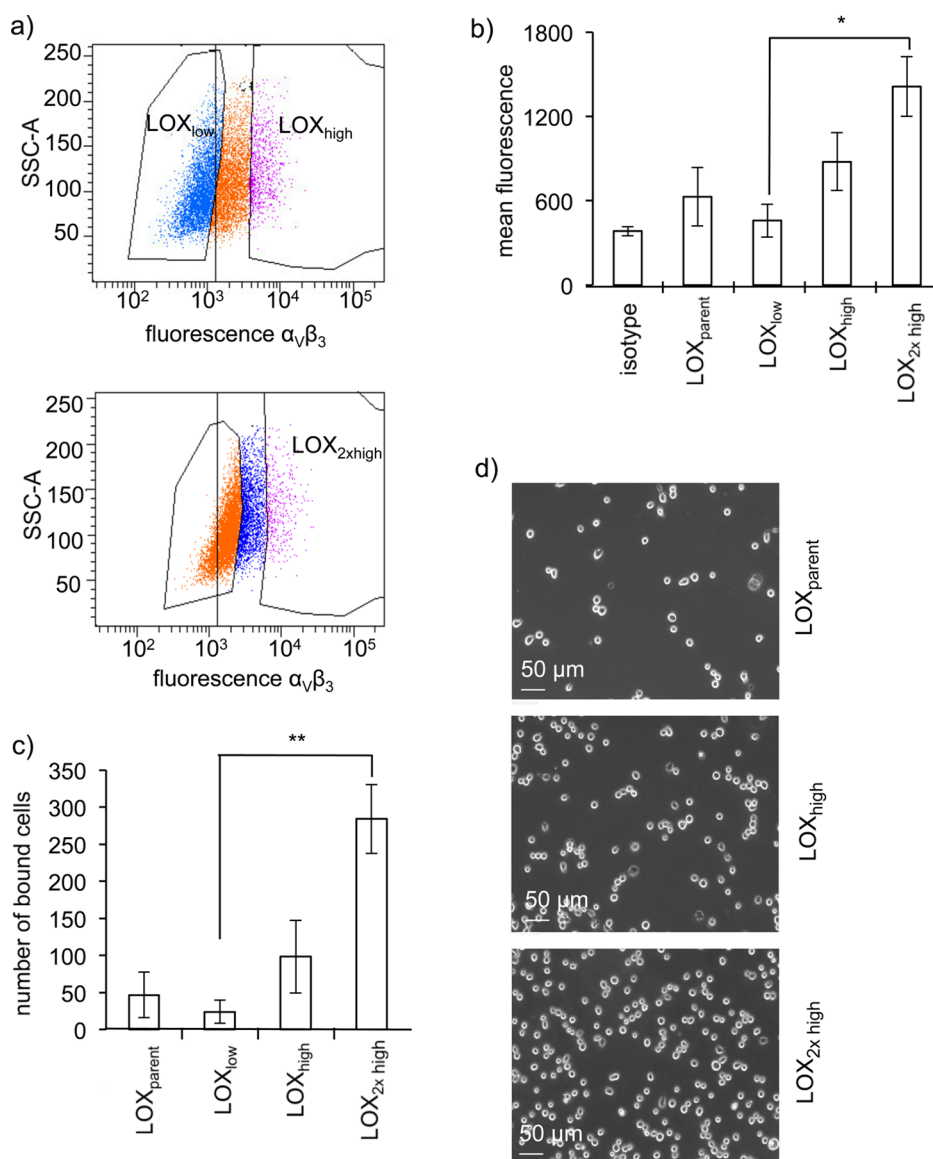 a)
SSC-A
250
200
150
100
50
LOXlow
LOXhigh
10² 10³ 10⁴ 10⁵
fluorescence αVβ3
SSC-A
250
200
150
100
50
LOX2xhigh
10² 10³ 10⁴ 10⁵
fluorescence αVβ3
b)
mean fluorescence
1800
1200
600
0
*
isotype
LOXparent
LOXlow
LOXhigh
LOX2x high
c)
number of bound cells
350
300
250
200
150
100
50
0
**
LOXparent
LOXlow
LOXhigh
LOX2x high
d)
50 µm
LOXparent
50 µm
LOXhigh
50 µm
LOX2x high